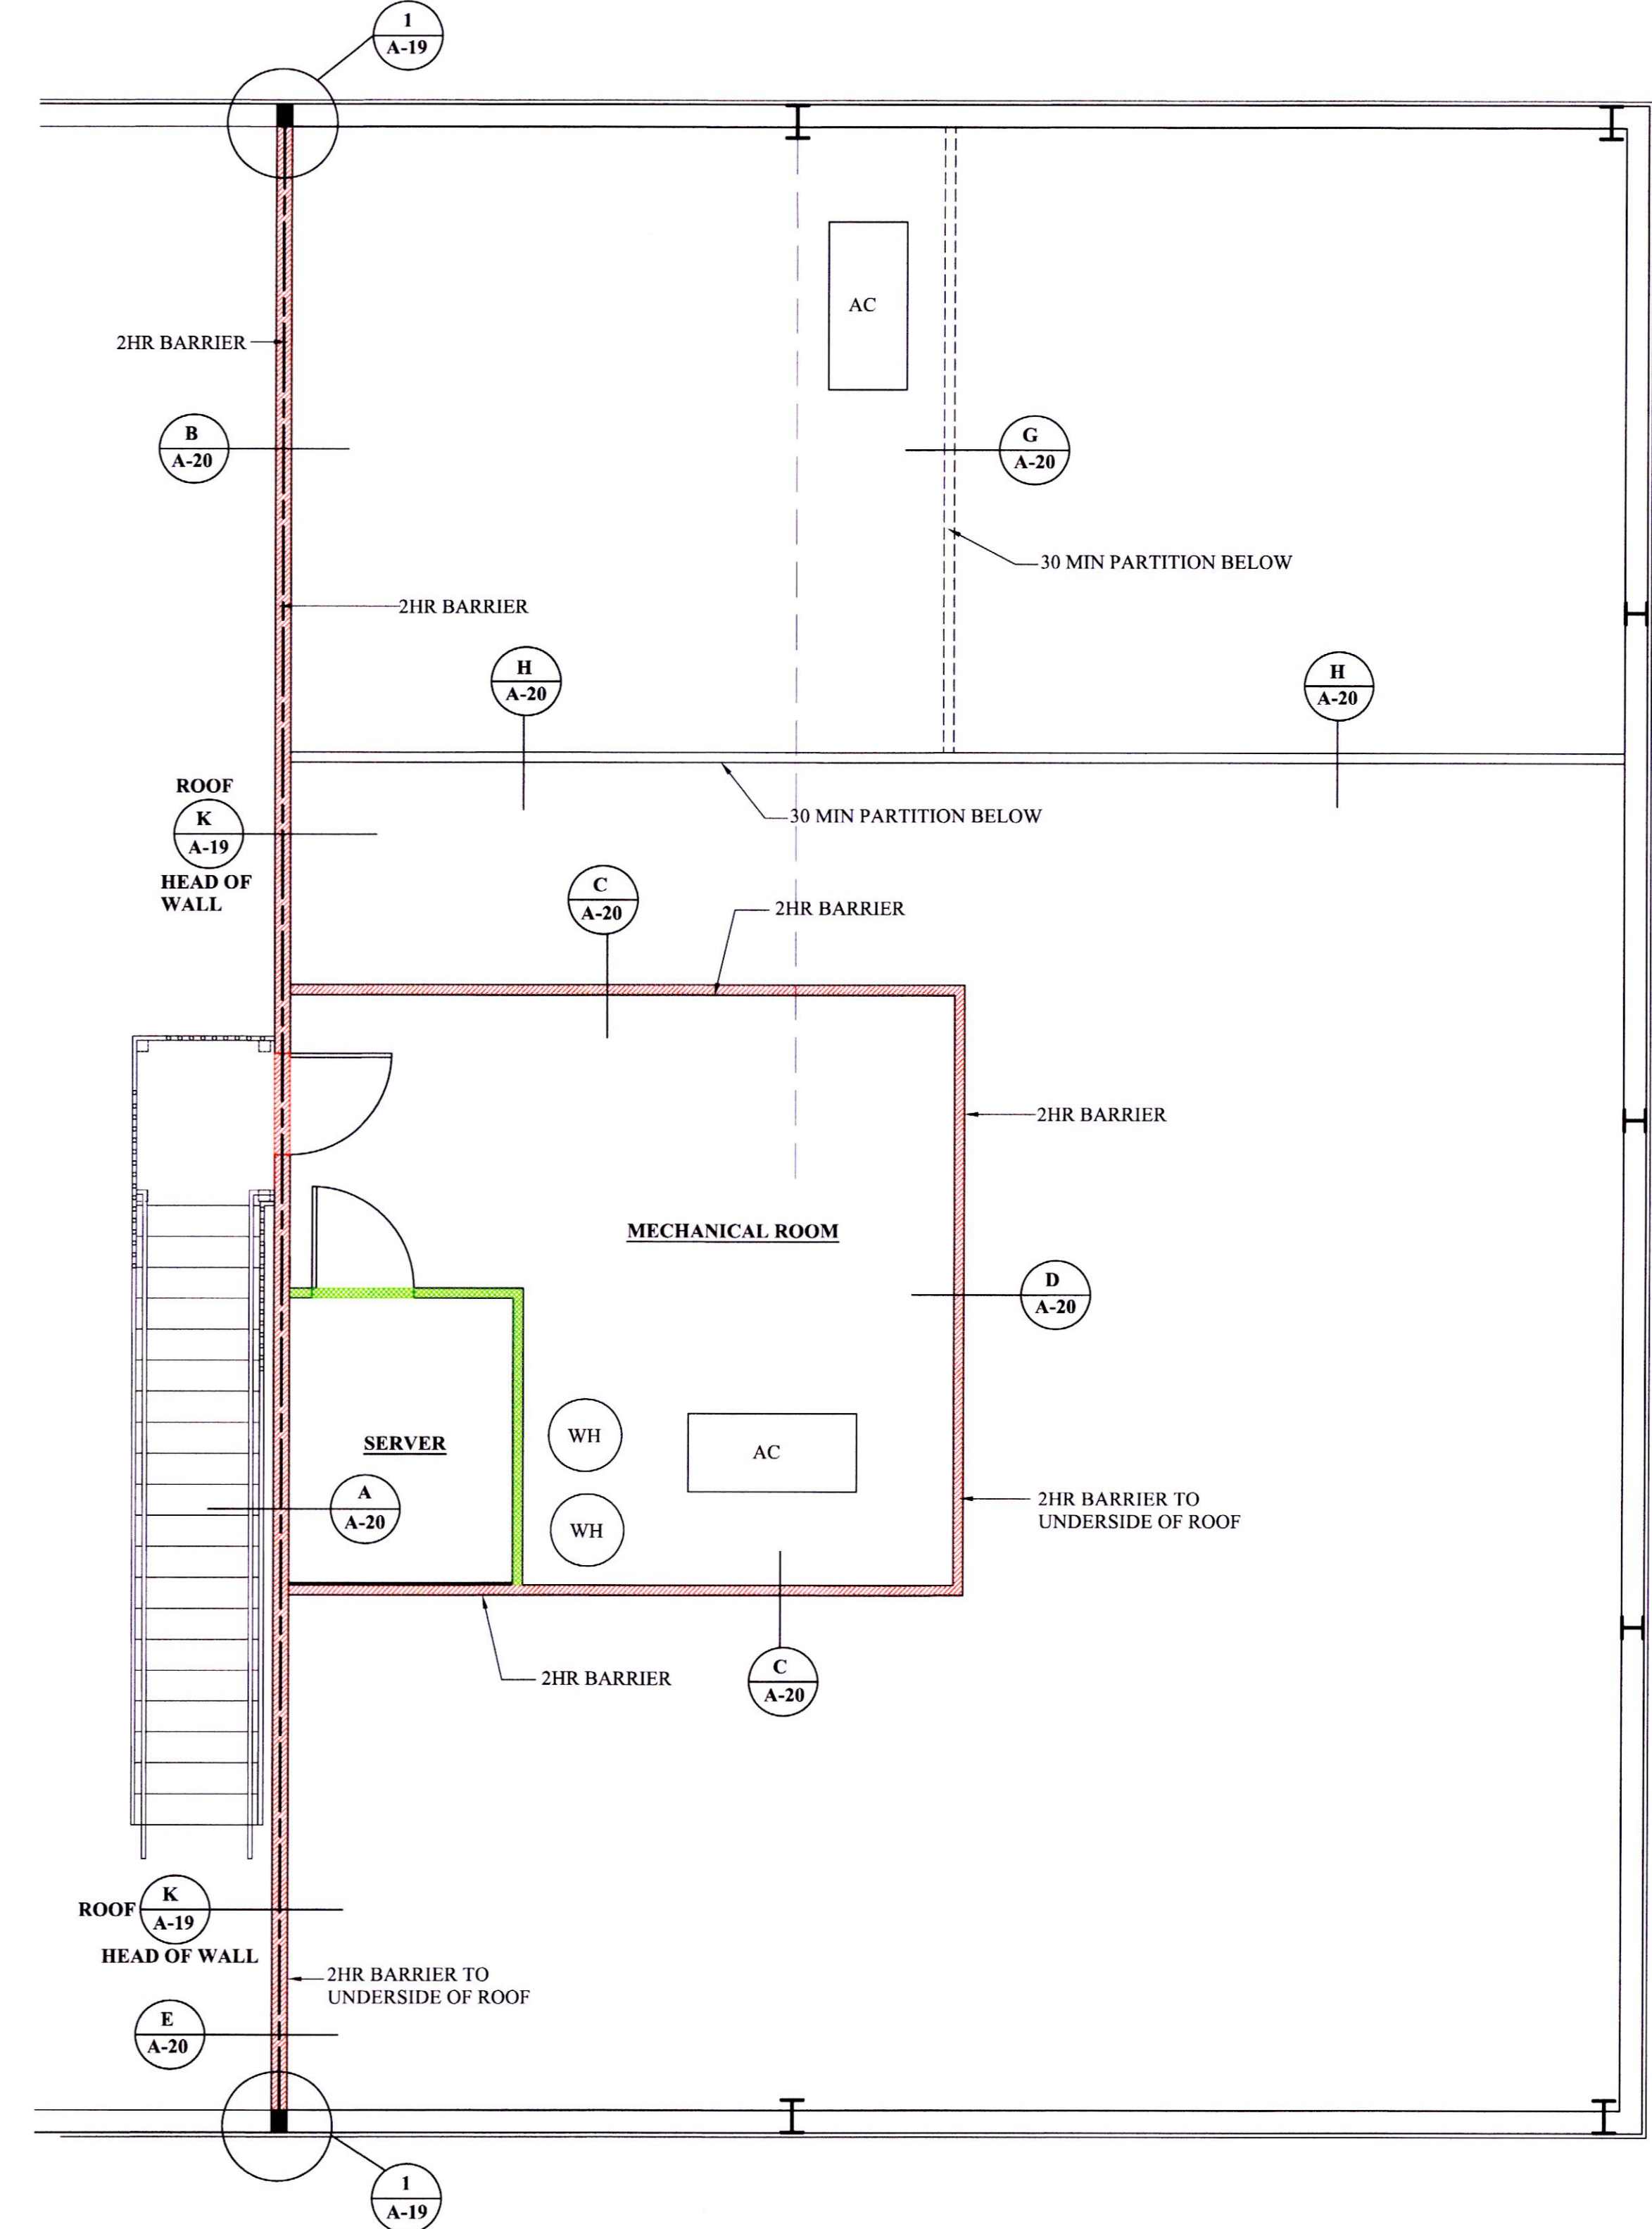 1
A-19
AC
2HR BARRIER
B
A-20
G
A-20
30 MIN PARTITION BELOW
2HR BARRIER
H
A-20
H
A-20
ROOF
K
A-19
HEAD OF
WALL
30 MIN PARTITION BELOW
C
A-20
2HR BARRIER
2HR BARRIER
MECHANICAL ROOM
D
A-20
SERVER
WH
AC
A
A-20
WH
2HR BARRIER TO
UNDERSIDE OF ROOF
2HR BARRIER
C
A-20
ROOF
K
A-19
HEAD OF WALL
2HR BARRIER TO
UNDERSIDE OF ROOF
E
A-20
1
A-19